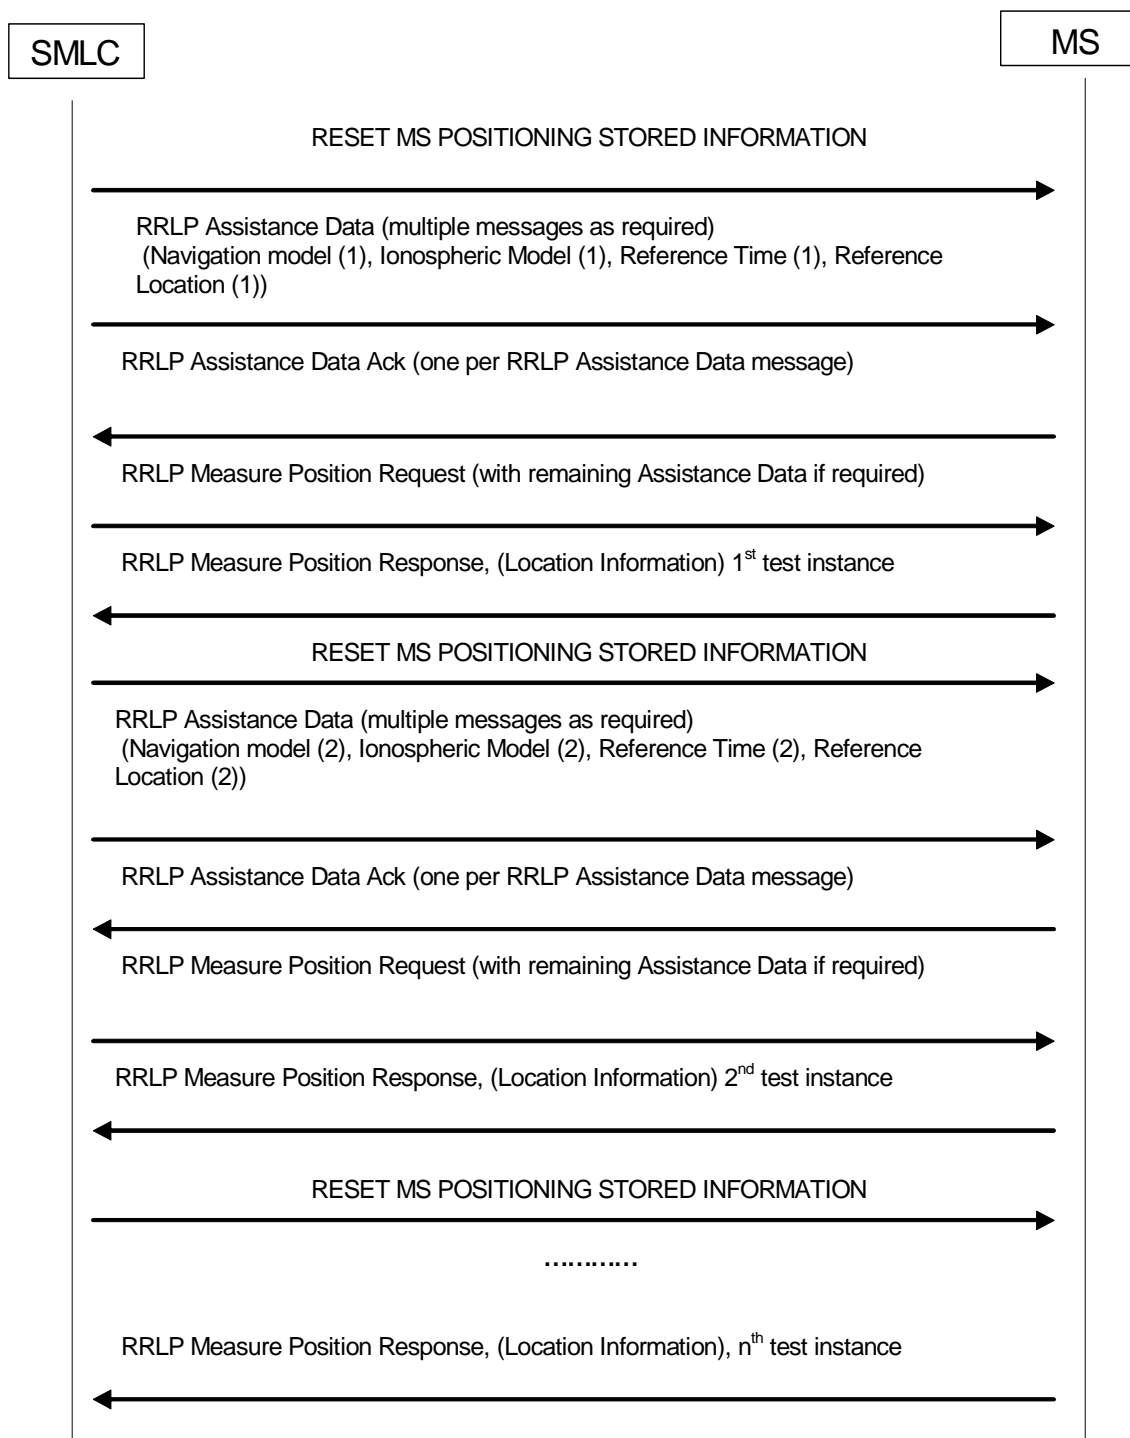 SMLC
MS
RESET MS POSITIONING STORED INFORMATION
RRLP Assistance Data (multiple messages as required)
(Navigation model (1), Ionospheric Model (1), Reference Time (1), Reference
Location (1))
RRLP Assistance Data Ack (one per RRLP Assistance Data message)
RRLP Measure Position Request (with remaining Assistance Data if required)
RRLP Measure Position Response, (Location Information) 1st test instance
RESET MS POSITIONING STORED INFORMATION
RRLP Assistance Data (multiple messages as required)
(Navigation model (2), Ionospheric Model (2), Reference Time (2), Reference
Location (2))
RRLP Assistance Data Ack (one per RRLP Assistance Data message)
RRLP Measure Position Request (with remaining Assistance Data if required)
RRLP Measure Position Response, (Location Information) 2nd test instance
RESET MS POSITIONING STORED INFORMATION
…………
RRLP Measure Position Response, (Location Information), nth test instance